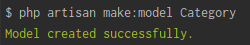 $ php artisan make:model Category
Model created successfully.